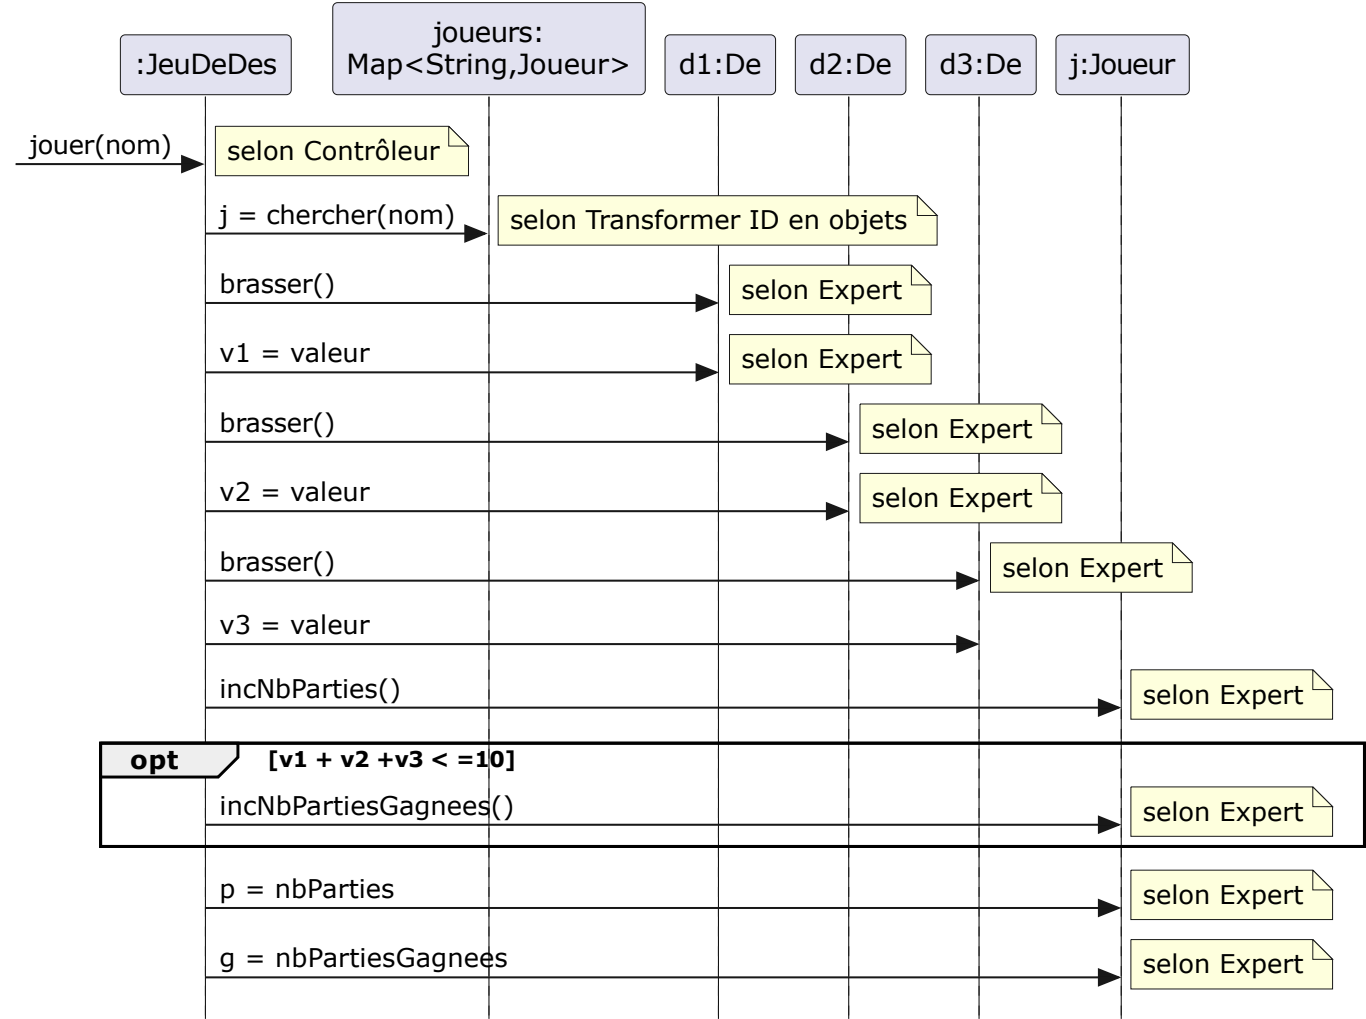 :JeuDeDes
joueurs:
Map<String,Joueur>
d1:De
d2:De
d3:De
j:Joueur
jouer(nom)
selon Contrôleur
j = chercher(nom)
selon Transformer ID en objets
brasser()
selon Expert
v1 = valeur
selon Expert
brasser()
selon Expert
v2 = valeur
selon Expert
brasser()
selon Expert
v3 = valeur
incNbParties()
selon Expert
opt
[v1 + v2 +v3 < =10]
incNbPartiesGagnees()
selon Expert
p = nbParties
selon Expert
g = nbPartiesGagnees
selon Expert